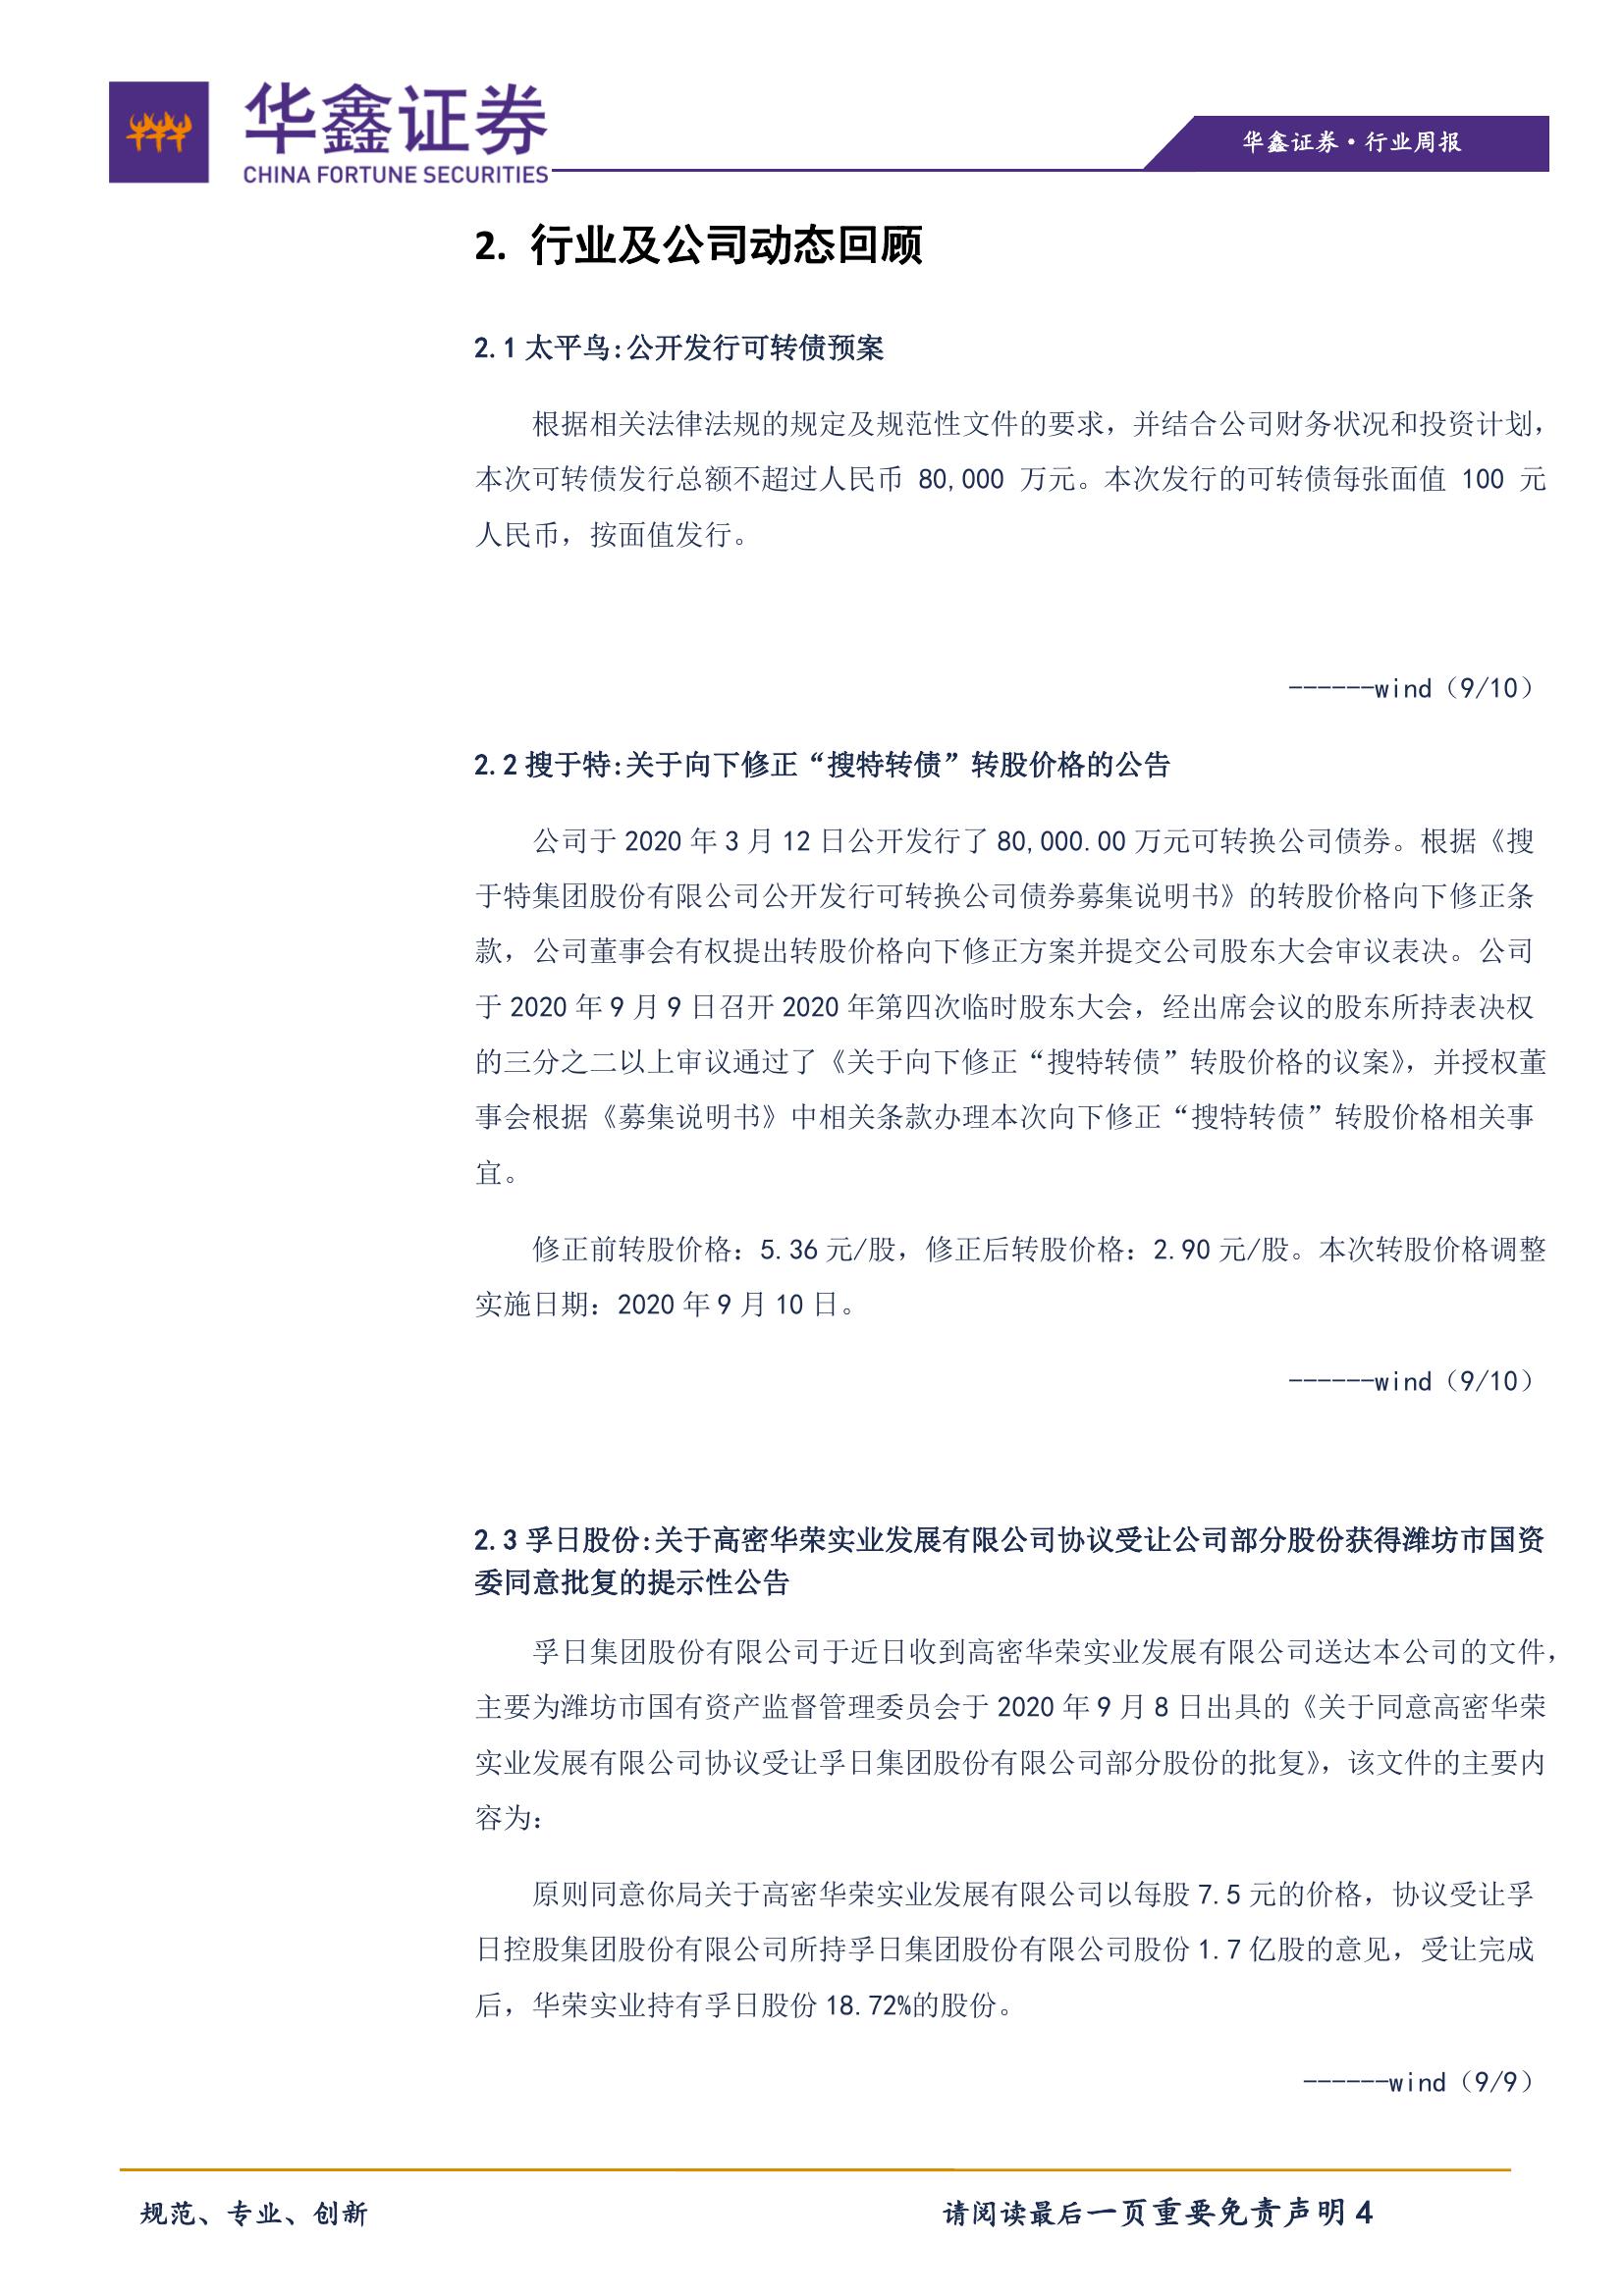 华鑫证券
CHINA FORTUNE SECURITIES
华鑫证券·行业周报
2. 行业及公司动态回顾
2.1 太平鸟:公开发行可转债预案
根据相关法律法规的规定及规范性文件的要求，并结合公司财务状况和投资计划，
本次可转债发行总额不超过人民币 80,000 万元。本次发行的可转债每张面值 100 元
人民币，按面值发行。
------wind（9/10）
2.2 搜于特:关于向下修正“搜特转债”转股价格的公告
公司于 2020 年 3 月 12 日公开发行了 80,000.00 万元可转换公司债券。根据《搜
于特集团股份有限公司公开发行可转换公司债券募集说明书》的转股价格向下修正条
款，公司董事会有权提出转股价格向下修正方案并提交公司股东大会审议表决。公司
于 2020 年 9 月 9 日召开 2020 年第四次临时股东大会，经出席会议的股东所持表决权
的三分之二以上审议通过了《关于向下修正“搜特转债”转股价格的议案》，并授权董
事会根据《募集说明书》中相关条款办理本次向下修正“搜特转债”转股价格相关事
宜。
修正前转股价格：5.36 元/股，修正后转股价格：2.90 元/股。本次转股价格调整
实施日期：2020 年 9 月 10 日。
------wind（9/10）
2.3 孚日股份:关于高密华荣实业发展有限公司协议受让公司部分股份获得潍坊市国资
委同意批复的提示性公告
孚日集团股份有限公司于近日收到高密华荣实业发展有限公司送达本公司的文件，
主要为潍坊市国有资产监督管理委员会于 2020 年 9 月 8 日出具的《关于同意高密华荣
实业发展有限公司协议受让孚日集团股份有限公司部分股份的批复》，该文件的主要内
容为：
原则同意你局关于高密华荣实业发展有限公司以每股 7.5 元的价格，协议受让孚
日控股集团股份有限公司所持孚日集团股份有限公司股份 1.7 亿股的意见，受让完成
后，华荣实业持有孚日股份 18.72%的股份。
------wind（9/9）
规范、专业、创新
请阅读最后一页重要免责声明 4